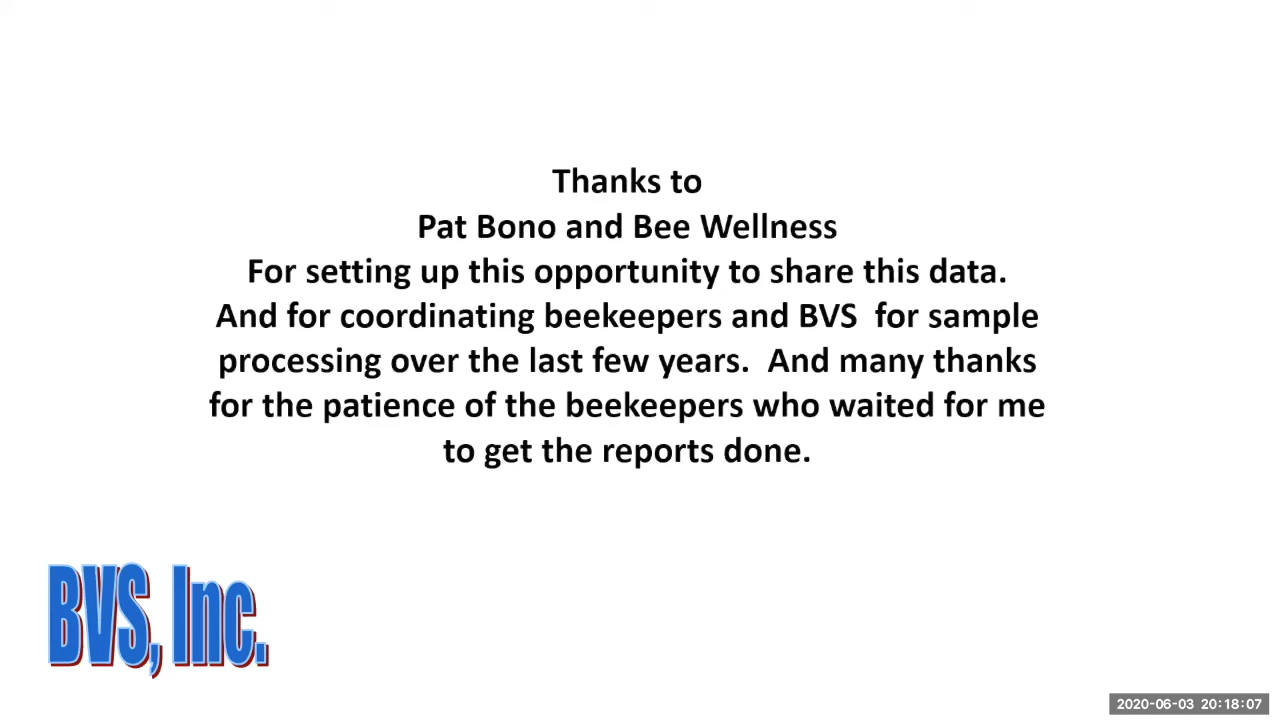 Thanks to
Pat Bono and Bee Wellness
For setting up this opportunity to share this data.
And for coordinating beekeepers and BVS  for sample
processing over the last few years.  And many thanks
for the patience of the beekeepers who waited for me
to get the reports done.
BVS, Inc.
2020-06-03 20:18:07